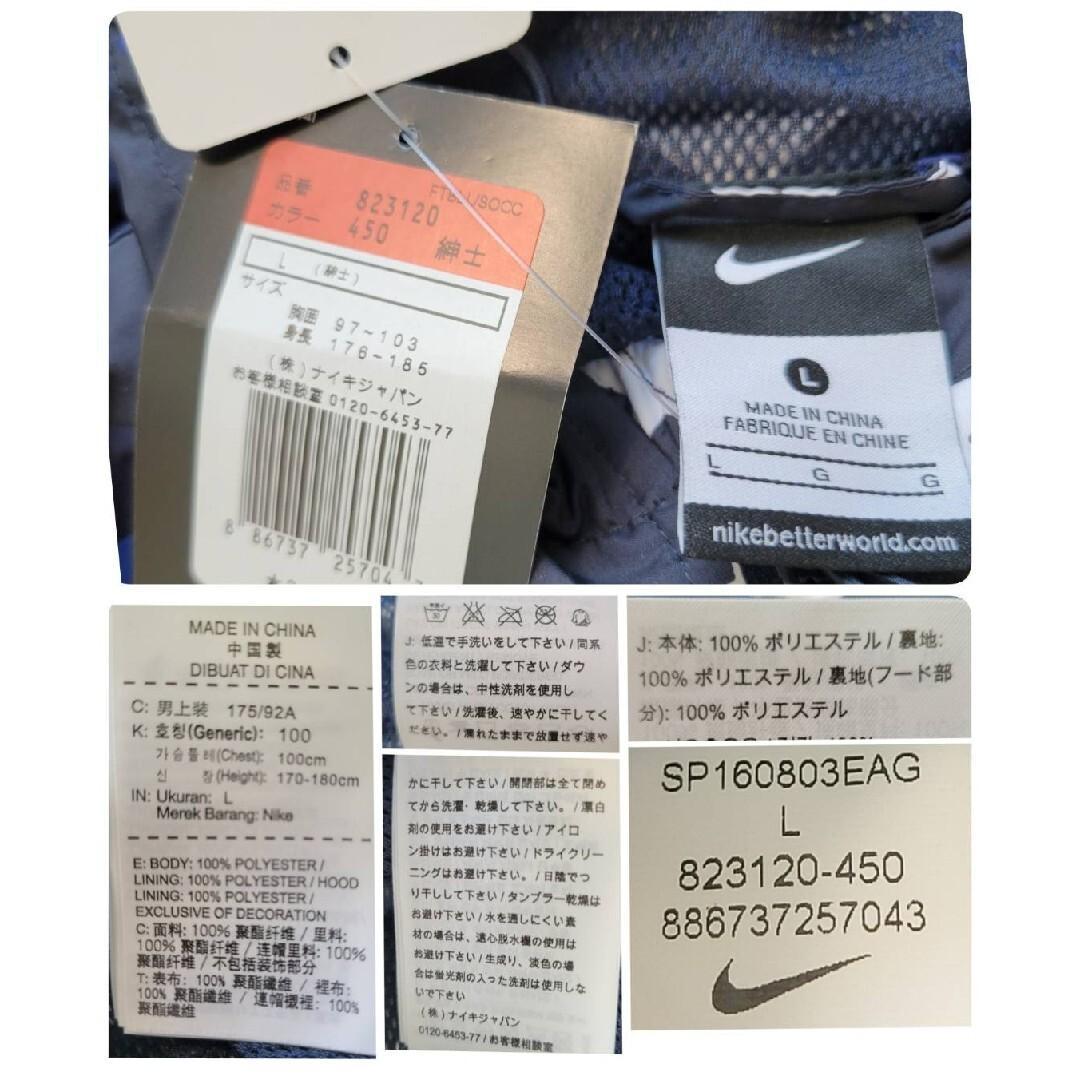 品番 823120 FTBLL/SOCC
カラー 450 紳士
L (紳士)
サイズ
胸囲 97~103
身長 176-185
(株)ナイキジャパン
お客様相談室 0120-6453-77
8 86737 25704
L
MADE IN CHINA
FABRIQUE EN CHINE
L G G
nikebetterworld.com
MADE IN CHINA
中国製
DIBUAT DI CINA
C: 男上装 175/92A
K: 호칭(Generic): 100
가슴둘레(Chest): 100cm
신 장(Height): 170-180cm
IN: Ukuran: L
Merek Barang: Nike
E: BODY: 100% POLYESTER /
LINING: 100% POLYESTER / HOOD
LINING: 100% POLYESTER /
EXCLUSIVE OF DECORATION
C: 面料: 100% 聚酯纤维 / 里料:
100% 聚酯纤维 / 连帽里料: 100%
聚酯纤维 / 不包括装饰部分
T: 表布: 100% 聚酯纖維 / 裡布:
100% 聚酯纖維 / 連帽襯裡: 100%
聚酯纖維
J: 低温で手洗いをして下さい / 同系
色の衣料と洗濯して下さい / ダウ
ンの場合は、中性洗剤を使用し
て下さい / 洗濯後、速やかに干してく
ださい。/ 濡れたままで放置せず速や
かに干して下さい / 開閉部は全て閉め
てから洗濯・乾燥して下さい。/ 漂白
剤の使用をお避け下さい / アイロ
ン掛けはお避け下さい / ドライクリー
ニングはお避け下さい。/ 日陰でつ
り干しして下さい / タンブラー乾燥は
お避け下さい / 水を通しにくい素
材の場合は、遠心脱水機の使用は
お避け下さい / 生成り、淡色の場
合は蛍光剤の入った洗剤は使用しな
いで下さい
(株) ナイキジャパン
0120-6453-77 / お客様相談室
J: 本体: 100% ポリエステル / 裏地:
100% ポリエステル / 裏地(フード部
分): 100% ポリエステル
SP160803EAG
L
823120-450
886737257043